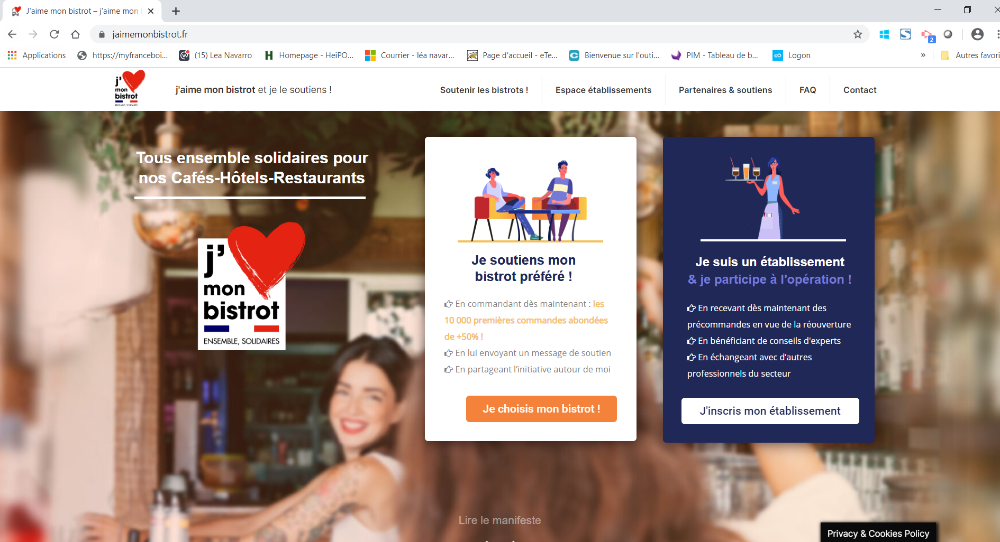 J'aime mon bistrot – j'aime mon
jaimemonbistrot.fr
2
Applications
https://myfranceboi...
(15) Lea Navarro
Homepage - HeiPO...
Courrier - léa navar...
Page d'accueil - eTe...
Bienvenue sur l'outi...
PIM - Tableau de b...
Logon
»
Autres favori
j'
mon
bistrot
ENSEMBLE, SOLIDAIRES
j'aime mon bistrot et je le soutiens !
Soutenir les bistrots !
Espace établissements
Partenaires & soutiens
FAQ
Contact
Tous ensemble solidaires pour
nos Cafés-Hôtels-Restaurants
j'
mon
bistrot
ENSEMBLE, SOLIDAIRES
Je soutiens mon
bistrot préféré !
En commandant dès maintenant : les
10 000 premières commandes abondées
de +50% !
En lui envoyant un message de soutien
En partageant l’initiative autour de moi
Je choisis mon bistrot !
Je suis un établissement
& je participe à l'opération !
En recevant dès maintenant des
précommandes en vue de la réouverture
En bénéficiant de conseils d'experts
En échangeant avec d’autres
professionnels du secteur
J'inscris mon établissement
Lire le manifeste
Privacy & Cookies Policy